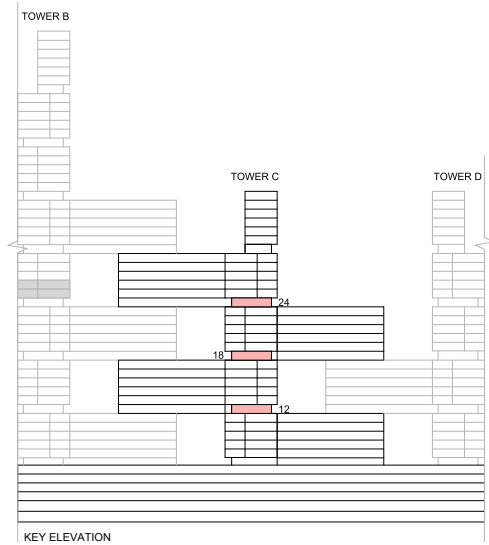 TOWER B
TOWER C
TOWER D
24
18
12
KEY ELEVATION